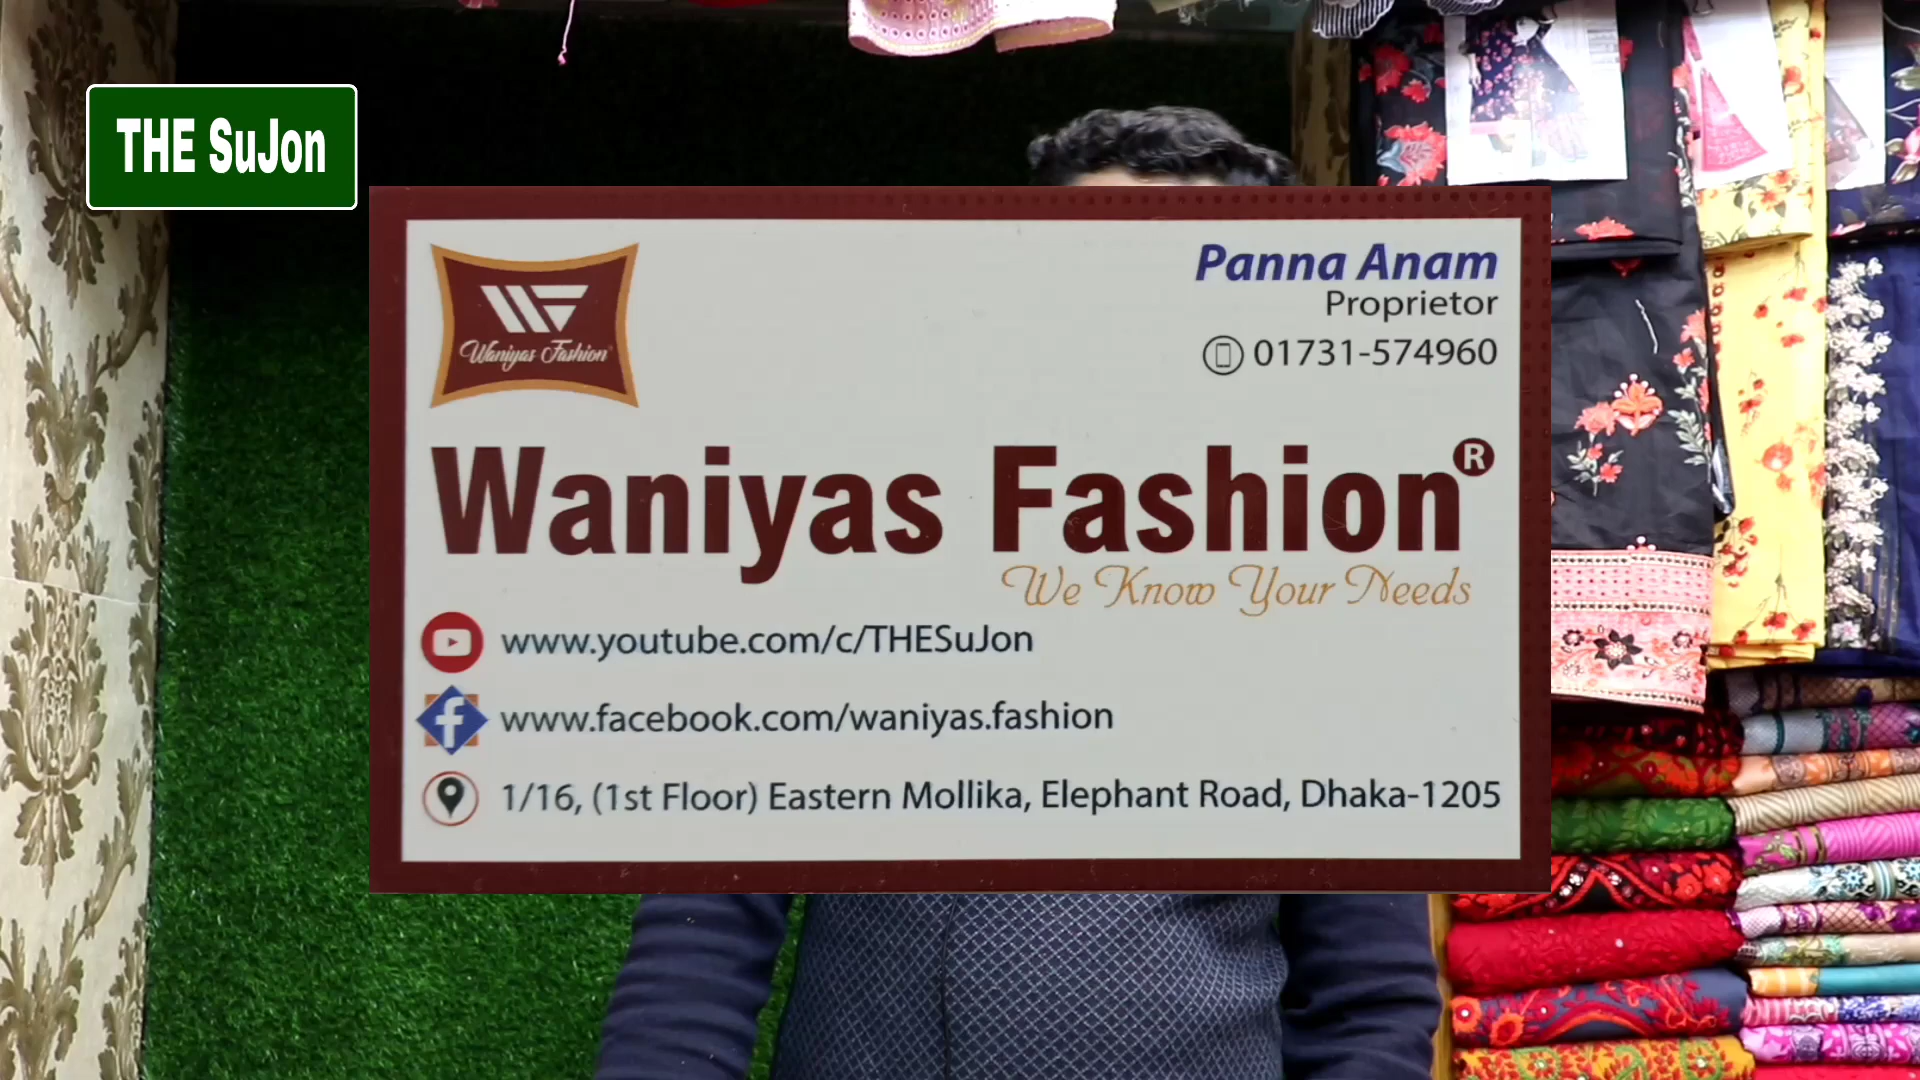 THE SuJon
Waniyas Fashion
Panna Anam
Proprietor
01731-574960
Waniyas Fashion®
We Know Your Needs
www.youtube.com/c/THESuJon
www.facebook.com/waniyas.fashion
1/16, (1st Floor) Eastern Mollika, Elephant Road, Dhaka-1205